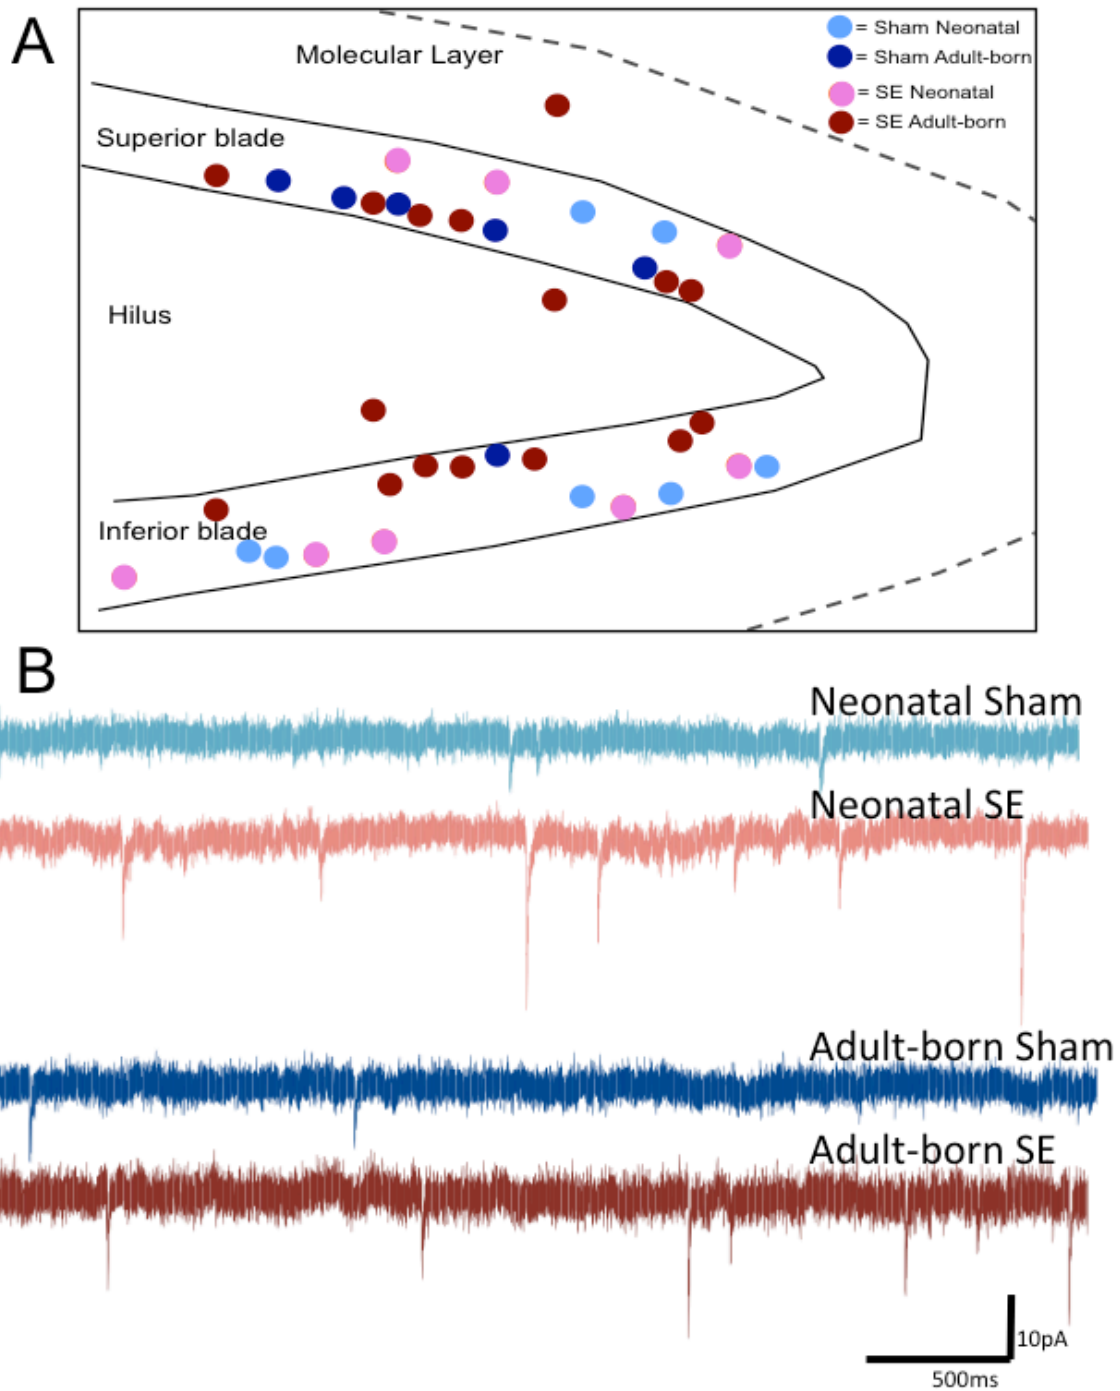 A
Molecular Layer
= Sham Neonatal
= Sham Adult-born
= SE Neonatal
= SE Adult-born
Superior blade
Hilus
Inferior blade
B
Neonatal Sham
Neonatal SE
Adult-born Sham
Adult-born SE
10pA
500ms